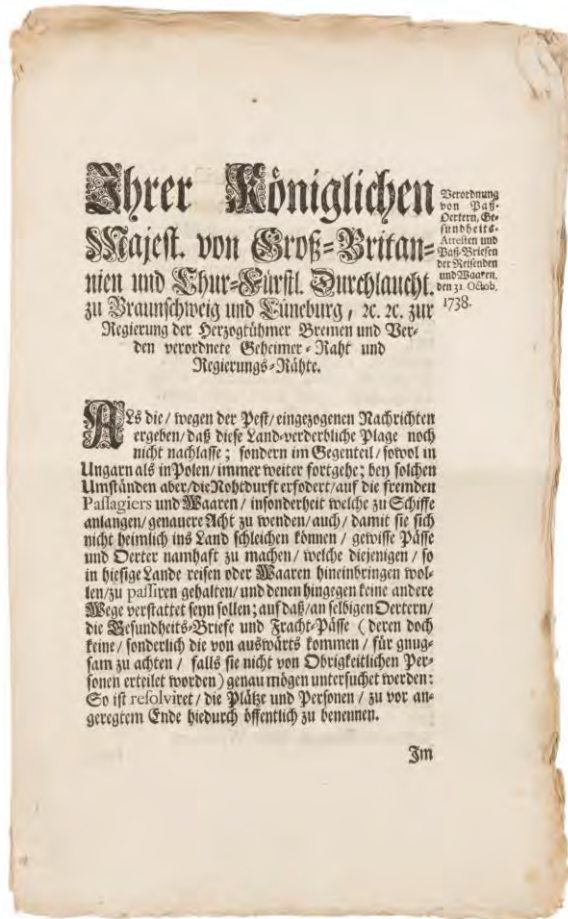 Ihrer Königlichen
Majest. von Groß-Britan-
nien und Chur-Fürstl. Durchlaucht.
zu Braunschweig und Lüneburg, ꝛc. ꝛc. zur
Regierung der Herzogtühmer Bremen und Ver-
den verordnete Geheimer-Raht und
Regierungs-Rähte.
Verordnung
von Paß-
Oertern, Ge-
sundheits-
Attesten und
Paß-Briefen
der Reisenden
und Waaren.
den 31. Octob.
1738.
Als die/ wegen der Pest/ eingezogenen Nachrichten
ergeben/ daß diese Land-verderbliche Plage noch
nicht nachlasse; sondern im Gegenteil/ sowol in
Ungarn als in Polen/ immer weiter fortgehe; bey solchen
Umständen aber/ die Nohtdurft erfodert/ auf die fremden
Passagiers und Waaren/ insonderheit welche zu Schiffe
anlangen/ genauere Acht zu wenden/ auch/ damit sie sich
nicht heimlich ins Land schleichen können/ gewisse Pässe
und Oerter namhaft zu machen/ welche diejenigen/ so
in hiesige Lande reisen oder Waaren hineinbringen wol-
len/ zu passiren gehalten/ und denen hingegen keine andere
Wege verstattet seyn sollen; auf daß/ an selbigen Oertern/
die Gesundheits-Briefe und Fracht-Pässe (deren doch
keine/ sonderlich die von auswärts kommen/ für gnug-
sam zu achten/ falls sie nicht von Obrigkeitlichen Per-
sonen erteilet worden) genau mögen untersuchet werden:
So ist resolviret/ die Plätze und Personen/ zu vor an-
geregtem Ende hiedurch öffentlich zu benennen.
Im